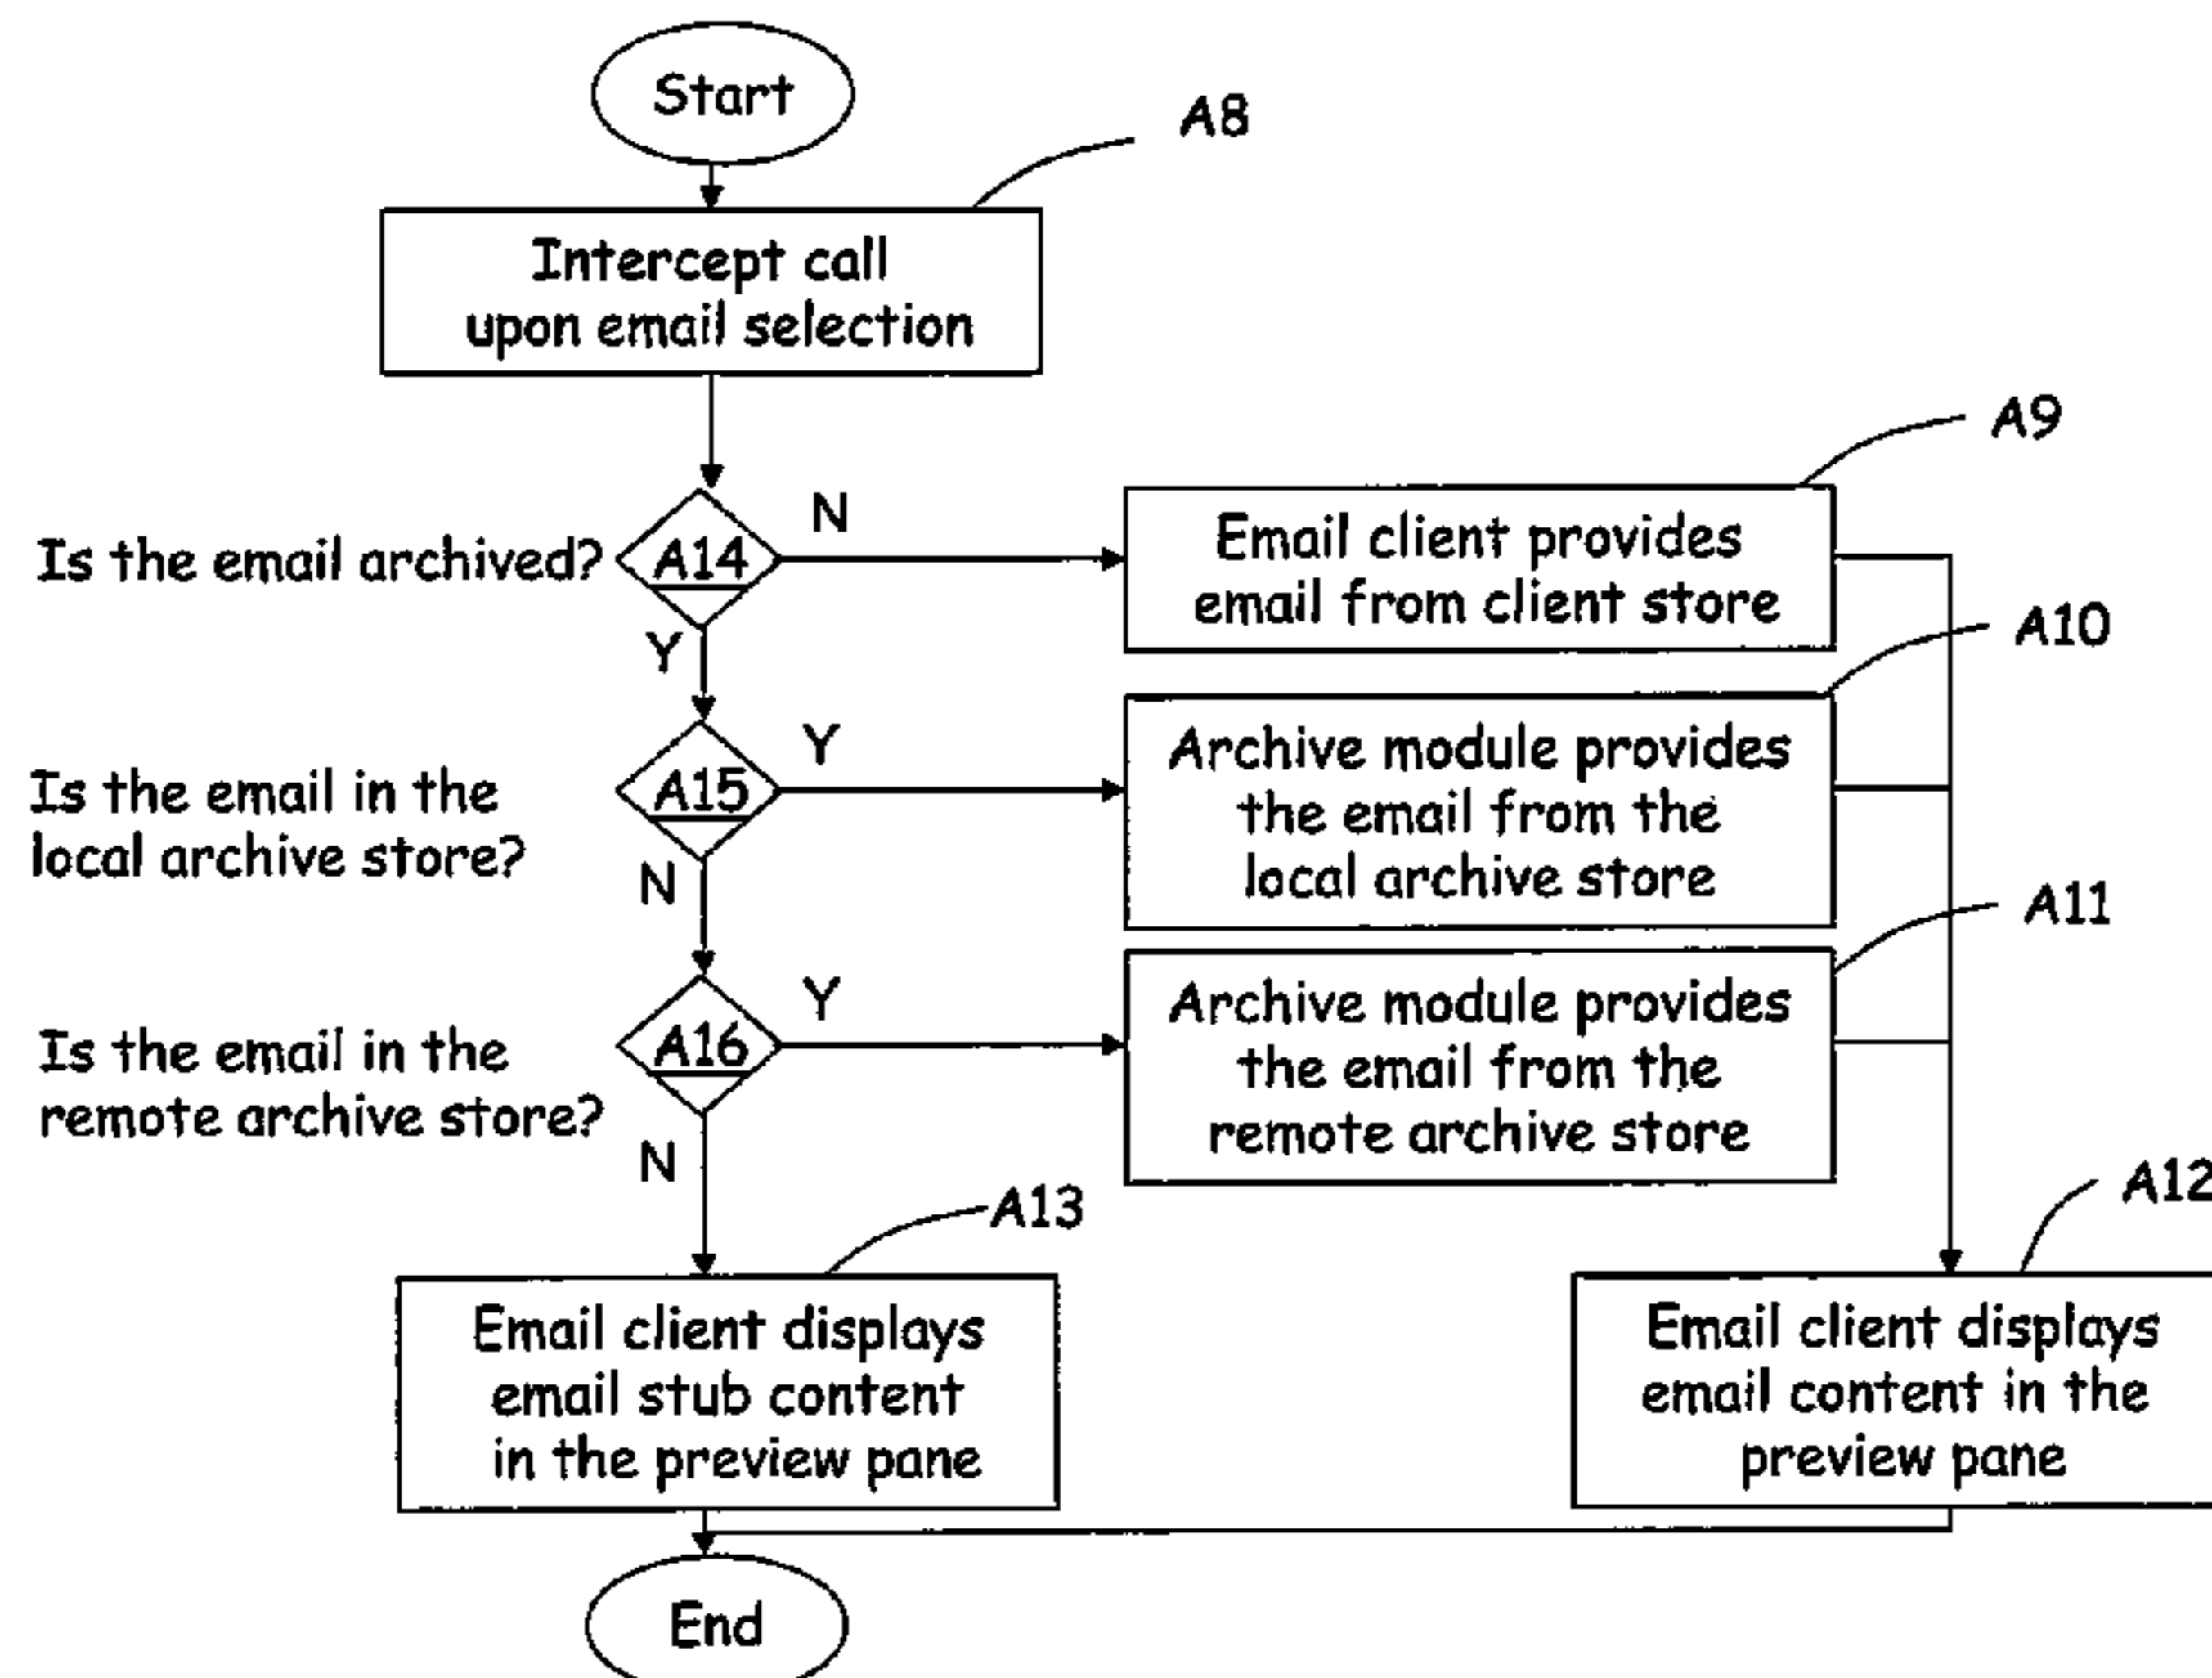 Start
A8
Intercept call
upon email selection
A9
Is the email archived?
A14
N
Y
Email client provides
email from client store
A10
Is the email in the
local archive store?
A15
Y
N
Archive module provides
the email from the
local archive store
A11
Is the email in the
remote archive store?
A16
Y
N
Archive module provides
the email from the
remote archive store
A12
A13
Email client displays
email stub content
in the preview pane
Email client displays
email content in the
preview pane
End